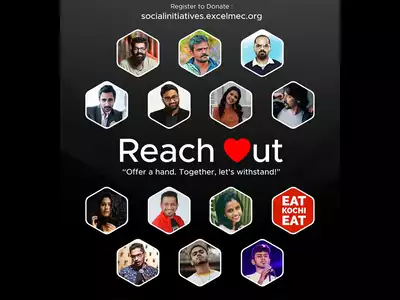 Register to Donate :
socialinitiatives.excelmec.org
Reach ut
"Offer a hand. Together, let's withstand!"
EAT
KOCHI
EAT